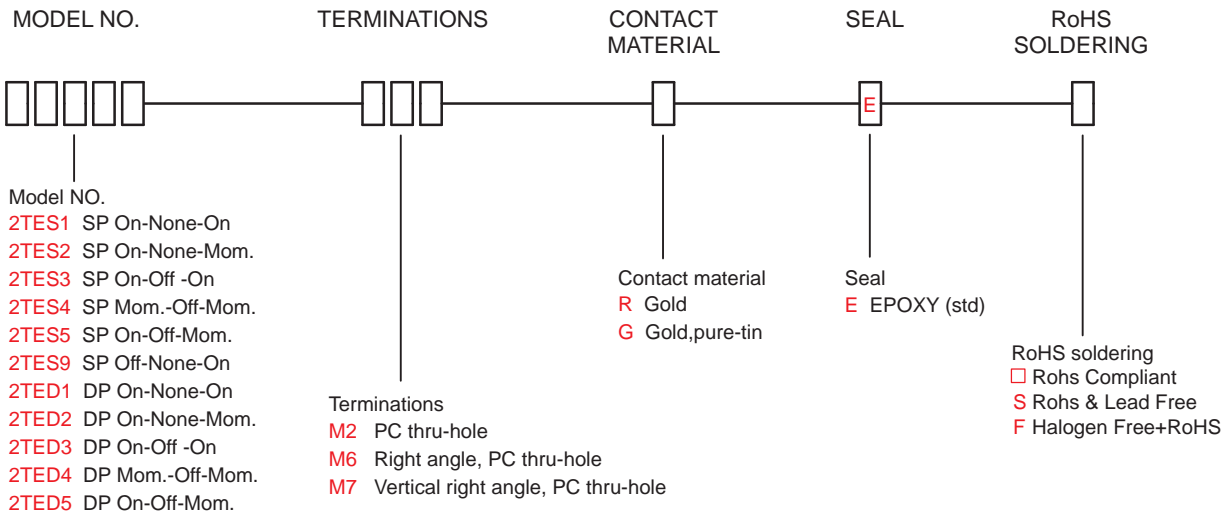 MODEL NO.
TERMINATIONS
CONTACT
MATERIAL
SEAL
RoHS
SOLDERING
E
Model NO.
2TES1 SP On-None-On
2TES2 SP On-None-Mom.
2TES3 SP On-Off -On
2TES4 SP Mom.-Off-Mom.
2TES5 SP On-Off-Mom.
2TES9 SP Off-None-On
2TED1 DP On-None-On
2TED2 DP On-None-Mom.
2TED3 DP On-Off -On
2TED4 DP Mom.-Off-Mom.
2TED5 DP On-Off-Mom.
Terminations
M2 PC thru-hole
M6 Right angle, PC thru-hole
M7 Vertical right angle, PC thru-hole
Contact material
R Gold
G Gold,pure-tin
Seal
E EPOXY (std)
RoHS soldering
□ Rohs Compliant
S Rohs & Lead Free
F Halogen Free+RoHS